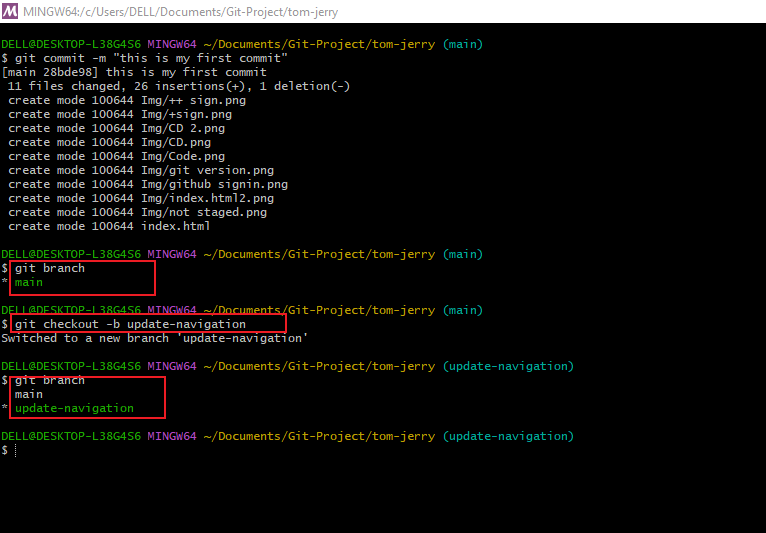 MINGW64:/c/Users/DELL/Documents/Git-Project/tom-jerry
DELL@DESKTOP-L38G4S6 MINGW64 ~/Documents/Git-Project/tom-jerry (main)
$ git commit -m "this is my first commit"
[main 28bde98] this is my first commit
 11 files changed, 26 insertions(+), 1 deletion(-)
 create mode 100644 Img/++ sign.png
 create mode 100644 Img/+sign.png
 create mode 100644 Img/CD 2.png
 create mode 100644 Img/CD.png
 create mode 100644 Img/Code.png
 create mode 100644 Img/git version.png
 create mode 100644 Img/github signin.png
 create mode 100644 Img/index.html2.png
 create mode 100644 Img/not staged.png
 create mode 100644 index.html
DELL@DESKTOP-L38G4S6 MINGW64 ~/Documents/Git-Project/tom-jerry (main)
$ git branch
* main
DELL@DESKTOP-L38G4S6 MINGW64 ~/Documents/Git-Project/tom-jerry (main)
$ git checkout -b update-navigation
Switched to a new branch 'update-navigation'
DELL@DESKTOP-L38G4S6 MINGW64 ~/Documents/Git-Project/tom-jerry (update-navigation)
$ git branch
  main
* update-navigation
DELL@DESKTOP-L38G4S6 MINGW64 ~/Documents/Git-Project/tom-jerry (update-navigation)
$